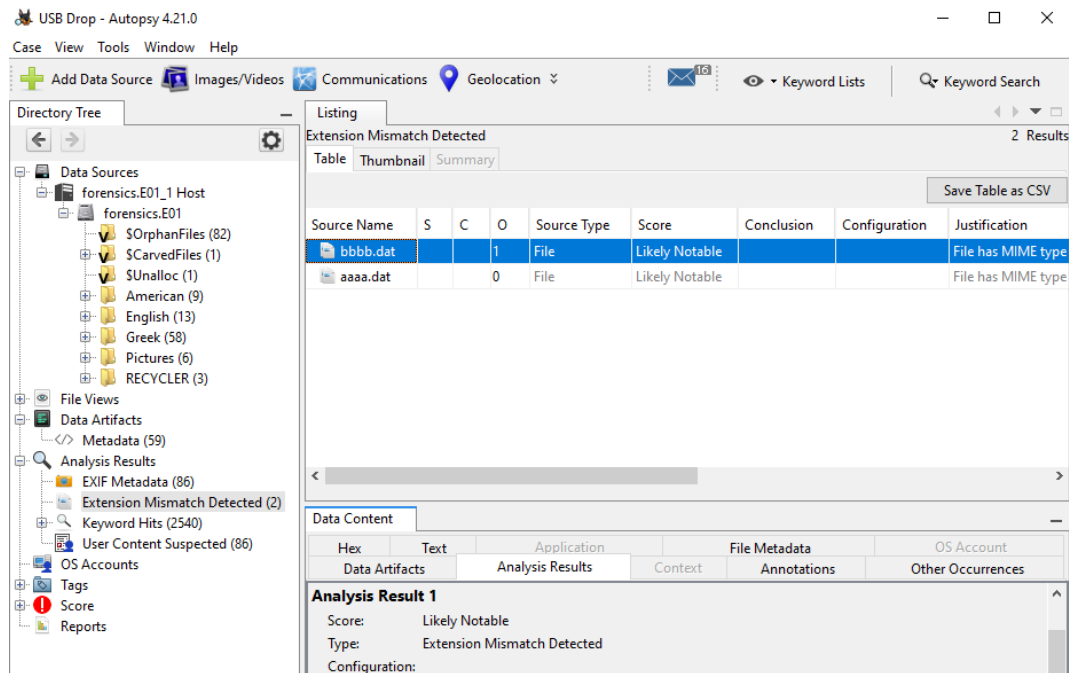 USB Drop - Autopsy 4.21.0
Case View Tools Window Help
Add Data Source Images/Videos Communications Geolocation 16 Keyword Lists Keyword Search
Directory Tree
Data Sources
forensics.E01_1 Host
forensics.E01
$OrphanFiles (82)
$CarvedFiles (1)
$Unalloc (1)
American (9)
English (13)
Greek (58)
Pictures (6)
RECYCLER (3)
File Views
Data Artifacts
Metadata (59)
Analysis Results
EXIF Metadata (86)
Extension Mismatch Detected (2)
Keyword Hits (2540)
User Content Suspected (86)
OS Accounts
Tags
Score
Reports
Listing
Extension Mismatch Detected 2 Results
Table Thumbnail Summary
Save Table as CSV
Source Name S C O Source Type Score Conclusion Configuration Justification
bbbb.dat 1 File Likely Notable File has MIME type
aaaa.dat 0 File Likely Notable File has MIME type
Data Content
Hex Text Application File Metadata OS Account
Data Artifacts Analysis Results Context Annotations Other Occurrences
Analysis Result 1
Score: Likely Notable
Type: Extension Mismatch Detected
Configuration: